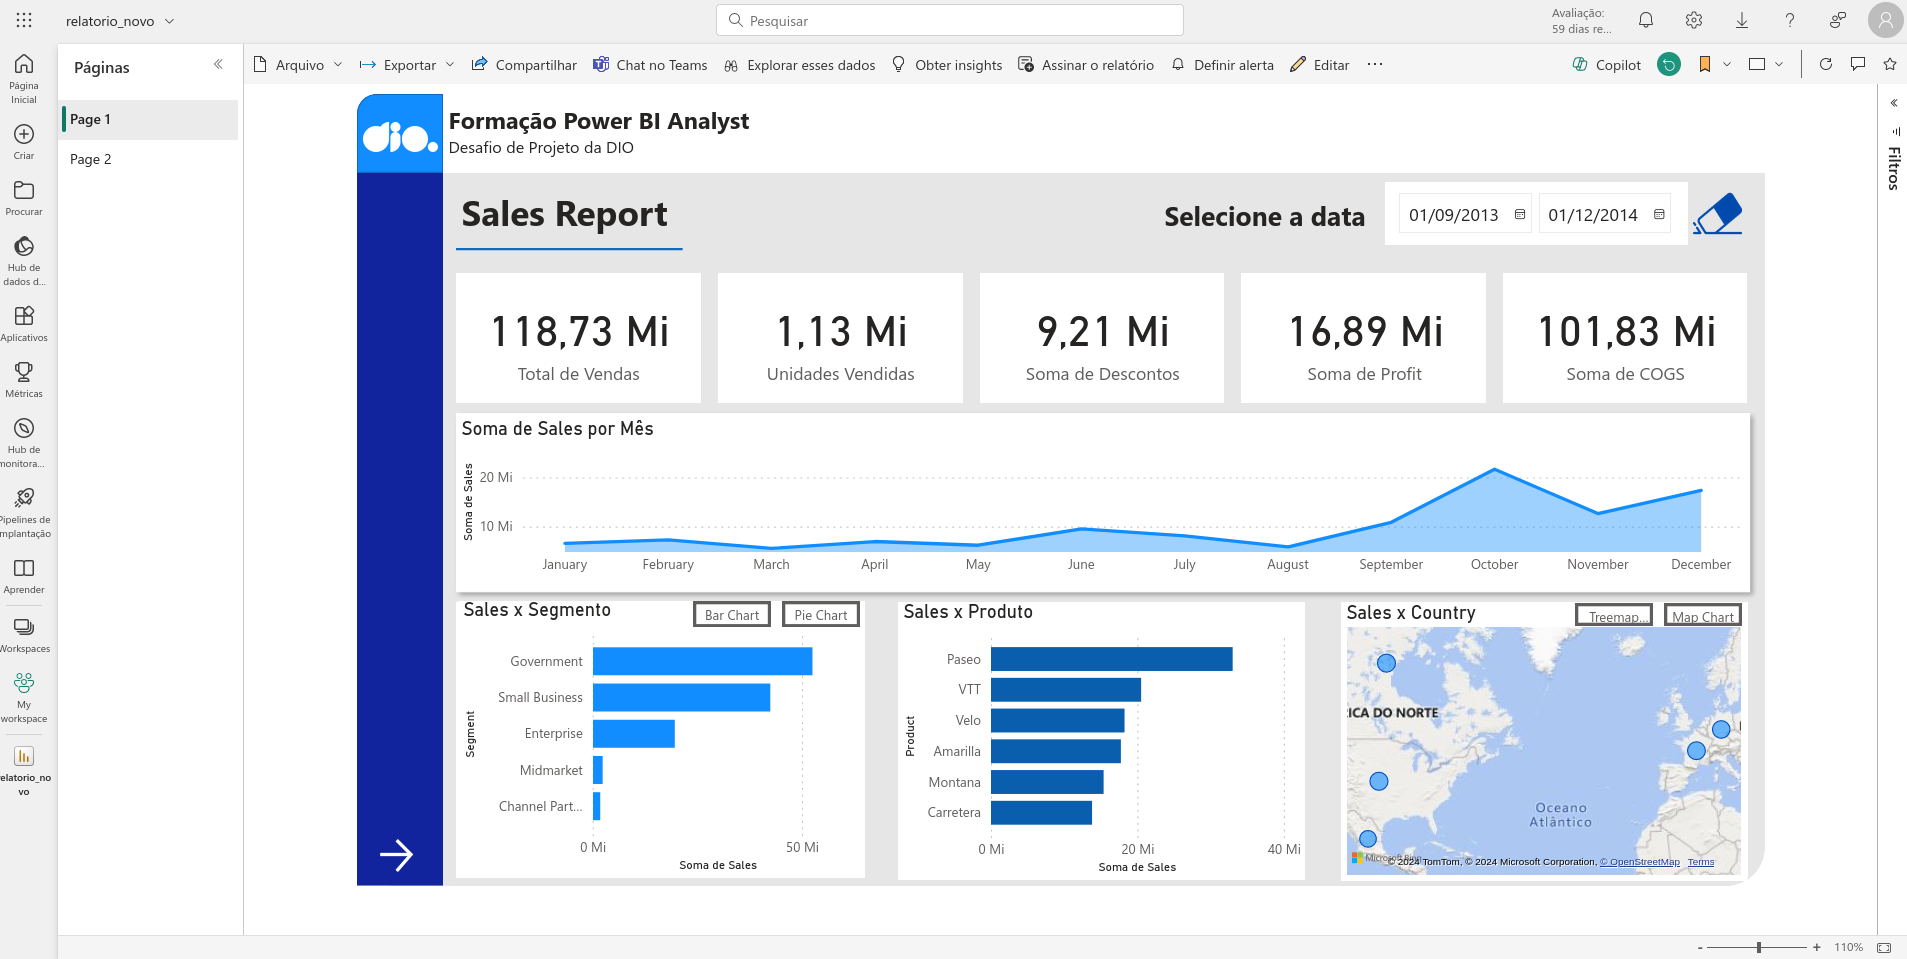 relatorio_novo
Pesquisar
Avaliação:
59 dias re...
Página
Inicial
Criar
Procurar
Hub de
dados d...
Aplicativos
Métricas
Hub de
monitora...
Pipelines de
implantação
Aprender
Workspaces
My
workspace
relatorio_no
vo
Páginas
Page 1
Page 2
Arquivo
Exportar
Compartilhar
Chat no Teams
Explorar esses dados
Obter insights
Assinar o relatório
Definir alerta
Editar
...
Copilot
Filtros
dio.
Formação Power BI Analyst
Desafio de Projeto da DIO
Sales Report
Selecione a data
01/09/2013
01/12/2014
118,73 Mi
Total de Vendas
1,13 Mi
Unidades Vendidas
9,21 Mi
Soma de Descontos
16,89 Mi
Soma de Profit
101,83 Mi
Soma de COGS
Soma de Sales por Mês
Soma de Sales
20 Mi
10 Mi
January February March April May June July August September October November December
Sales x Segmento
Bar Chart
Pie Chart
Segment
Government
Small Business
Enterprise
Midmarket
Channel Part...
0 Mi 50 Mi
Soma de Sales
Sales x Produto
Product
Paseo
VTT
Velo
Amarilla
Montana
Carretera
0 Mi 20 Mi 40 Mi
Soma de Sales
Sales x Country
Treemap...
Map Chart
RICA DO NORTE
Oceano
Atlântico
Microsoft Bing
© 2024 TomTom, © 2024 Microsoft Corporation, © OpenStreetMap Terms
- + 110%